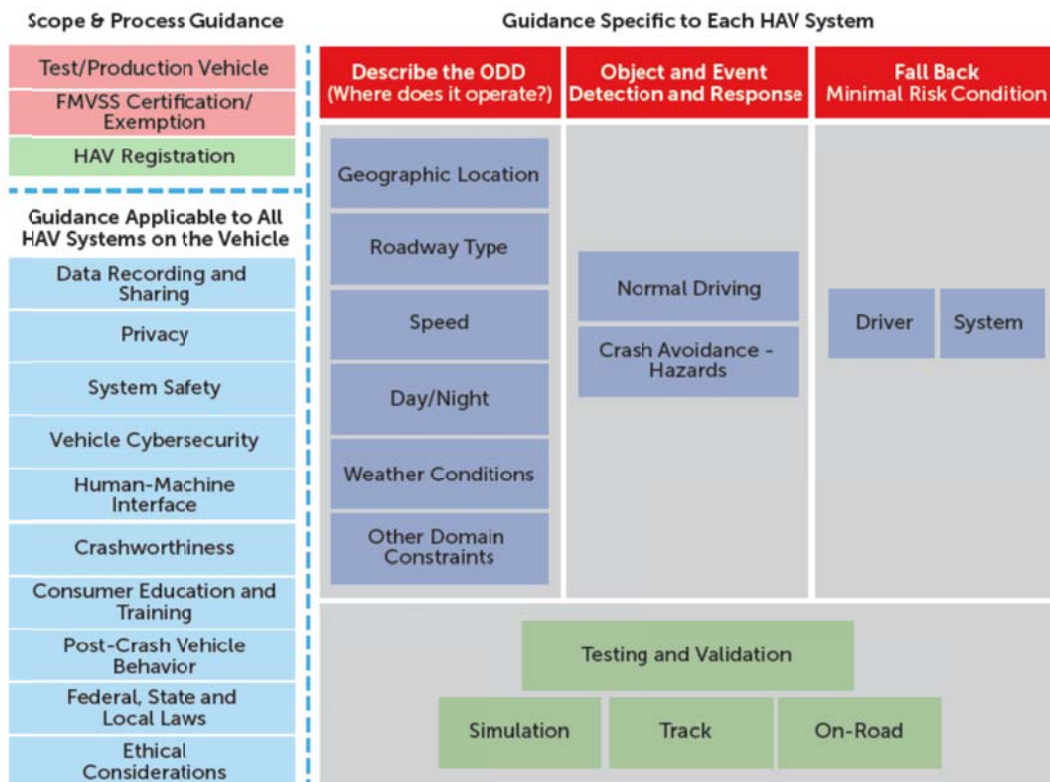 Scope & Process Guidance
Test/Production Vehicle
FMVSS Certification/
Exemption
HAV Registration
Guidance Applicable to All
HAV Systems on the Vehicle
Data Recording and
Sharing
Privacy
System Safety
Vehicle Cybersecurity
Human-Machine
Interface
Crashworthiness
Consumer Education and
Training
Post-Crash Vehicle
Behavior
Federal, State and
Local Laws
Ethical
Considerations
Guidance Specific to Each HAV System
Describe the ODD
(Where does it operate?)
Geographic Location
Roadway Type
Speed
Day/Night
Weather Conditions
Other Domain
Constraints
Object and Event
Detection and Response
Normal Driving
Crash Avoidance -
Hazards
Fall Back
Minimal Risk Condition
Driver
System
Testing and Validation
Simulation
Track
On-Road